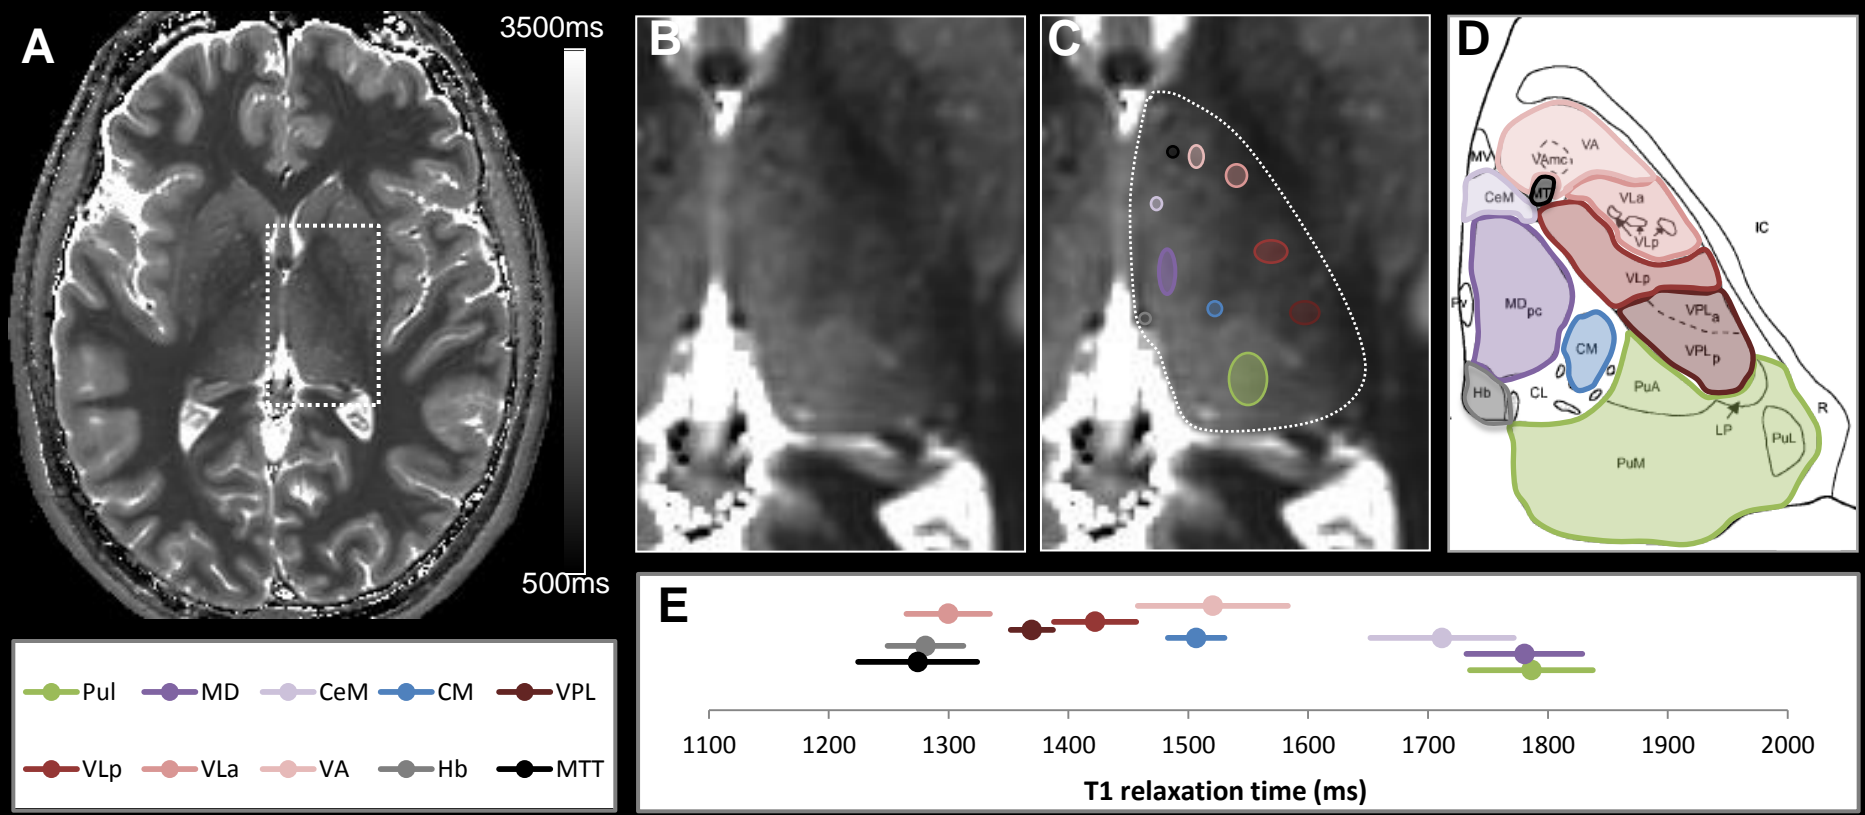 A
3500ms
500ms
B
C
D
VA
VAmc
MV
MT
CeM
VLa
VLp
IC
VLp
Pv
MDpc
VPLa
VPLp
CM
PuA
Hb
CL
R
LP
PuL
PuM
E
1100 1200 1300 1400 1500 1600 1700 1800 1900 2000
T1 relaxation time (ms)
Pul MD CeM CM VPL
VLp VLa VA Hb MTT